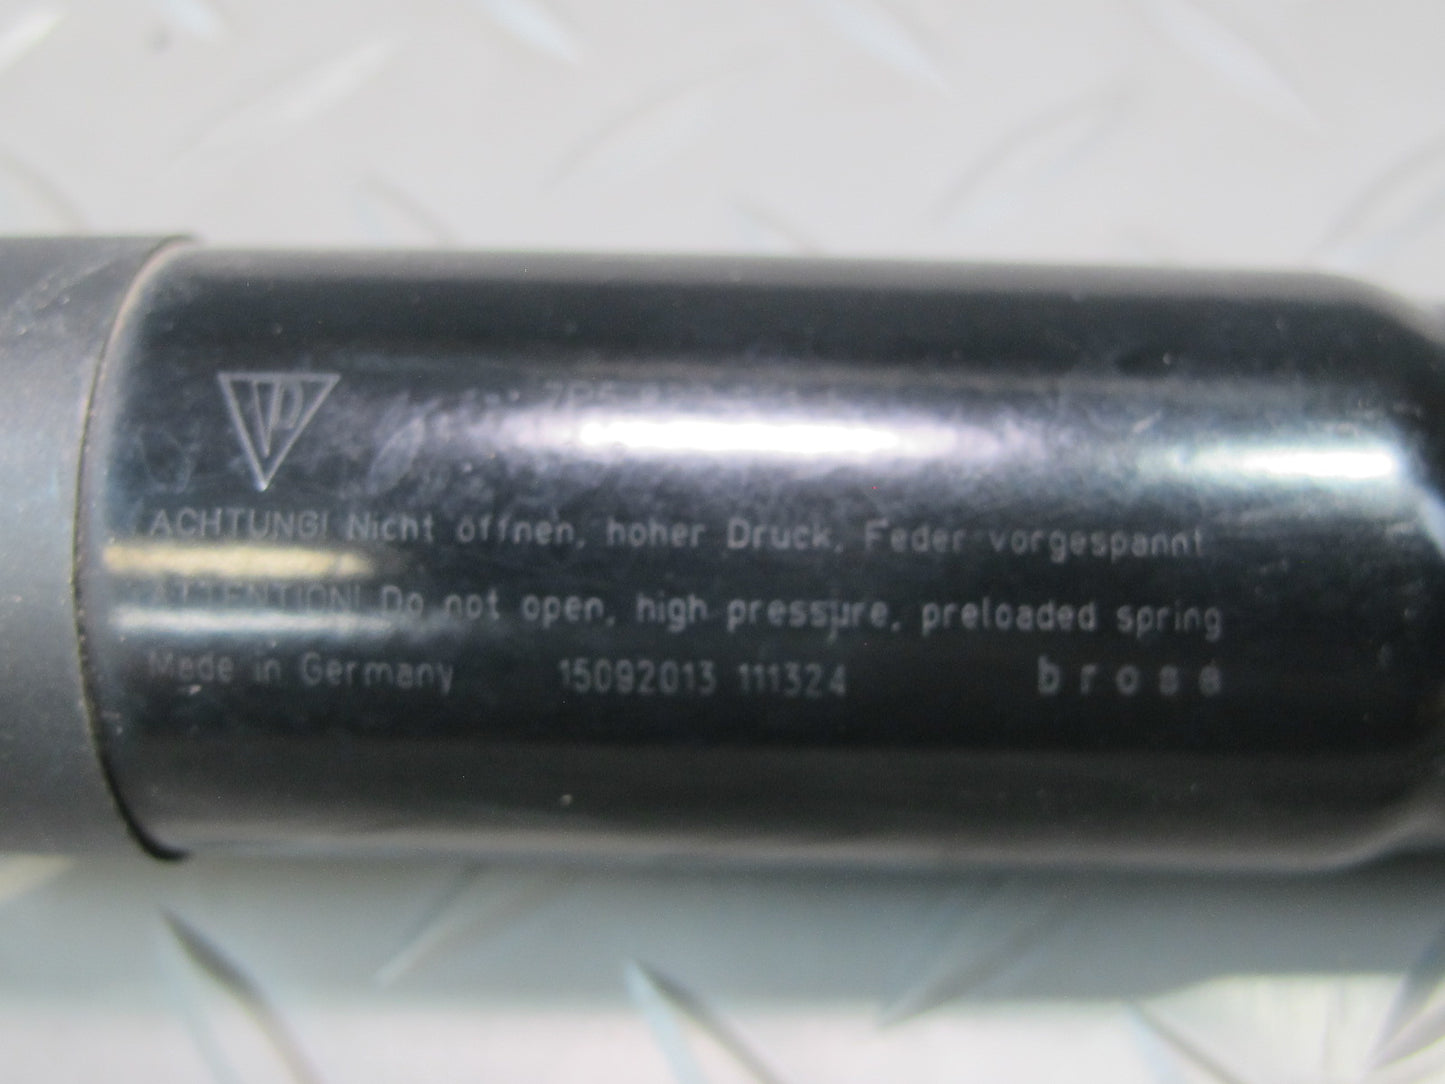 ACHTUNG! Nicht öffnen, hoher Druck, Feder vorgespannt
ATTENTION! Do not open, high pressure, preloaded spring
Made in Germany 15092013 111324 brose